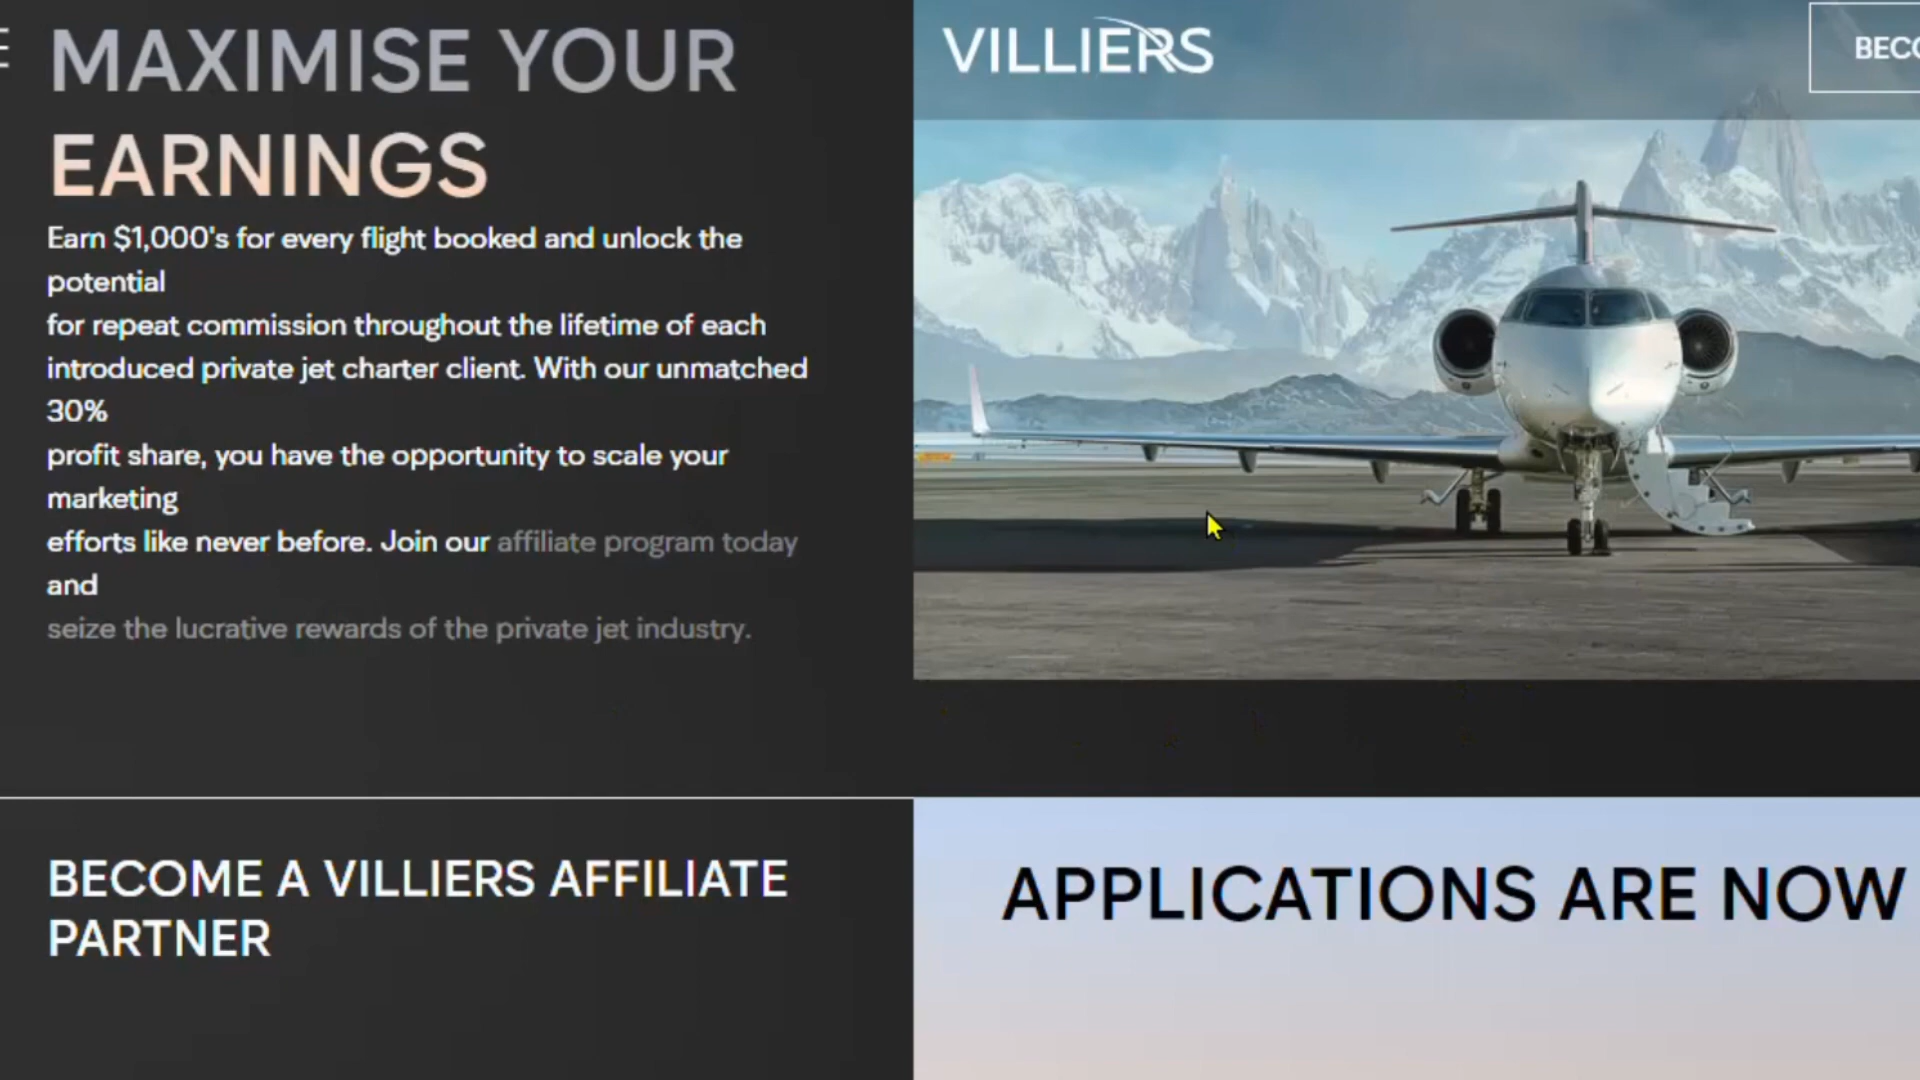 MAXIMISE YOUR
EARNINGS
Earn $1,000's for every flight booked and unlock the
potential
for repeat commission throughout the lifetime of each
introduced private jet charter client. With our unmatched
30%
profit share, you have the opportunity to scale your
marketing
efforts like never before. Join our affiliate program today
and
seize the lucrative rewards of the private jet industry.
BECOME A VILLIERS AFFILIATE
PARTNER
VILLIERS
APPLICATIONS ARE NOW